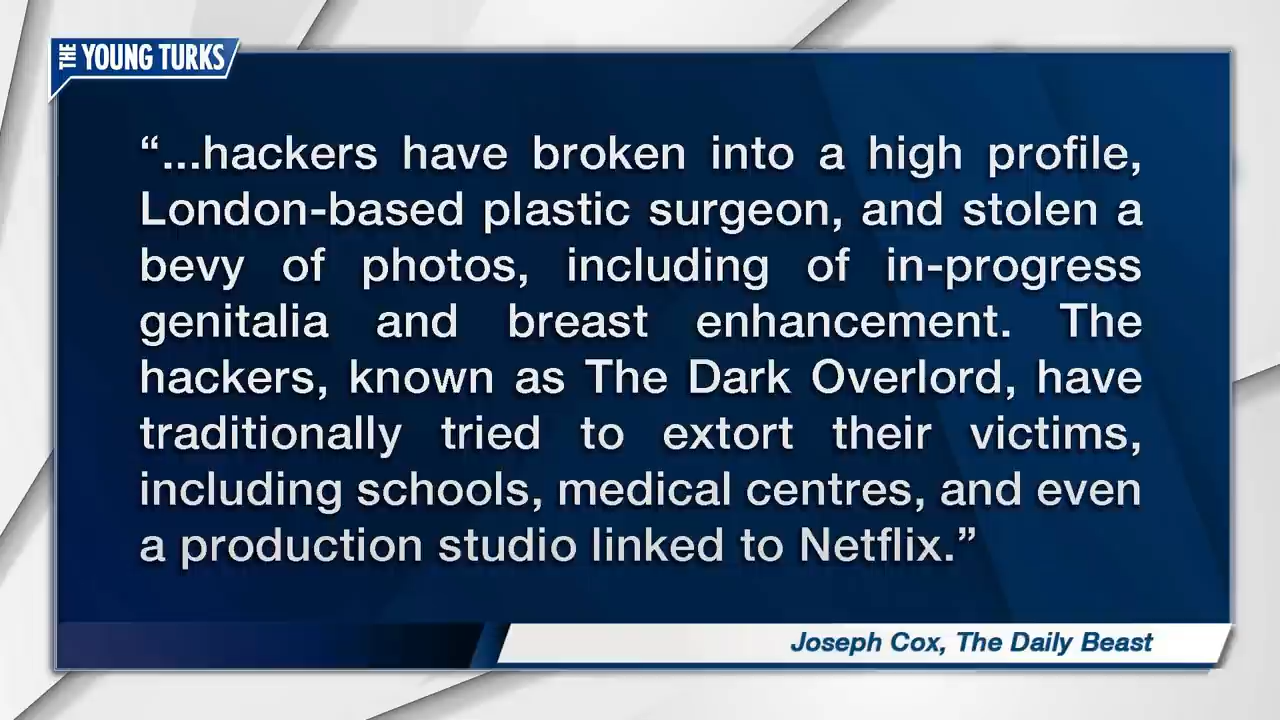 THE YOUNG TURKS
“...hackers have broken into a high profile,
London-based plastic surgeon, and stolen a
bevy of photos, including of in-progress
genitalia and breast enhancement. The
hackers, known as The Dark Overlord, have
traditionally tried to extort their victims,
including schools, medical centres, and even
a production studio linked to Netflix.”
Joseph Cox, The Daily Beast